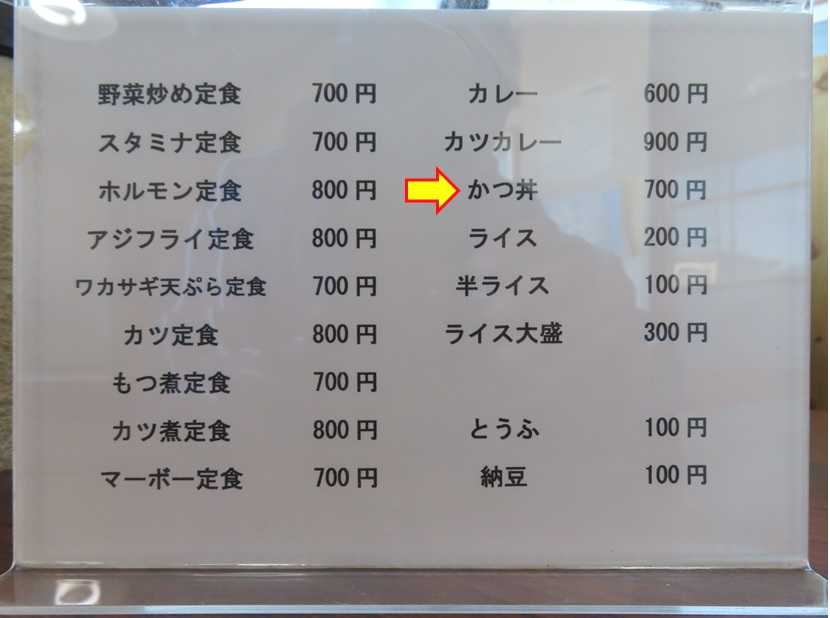 野菜炒め定食 700円
スタミナ定食 700円
ホルモン定食 800円
アジフライ定食 800円
ワカサギ天ぷら定食 700円
カツ定食 800円
もつ煮定食 700円
カツ煮定食 800円
マーボー定食 700円
カレー 600円
カツカレー 900円
かつ丼 700円
ライス 200円
半ライス 100円
ライス大盛 300円
とうふ 100円
納豆 100円